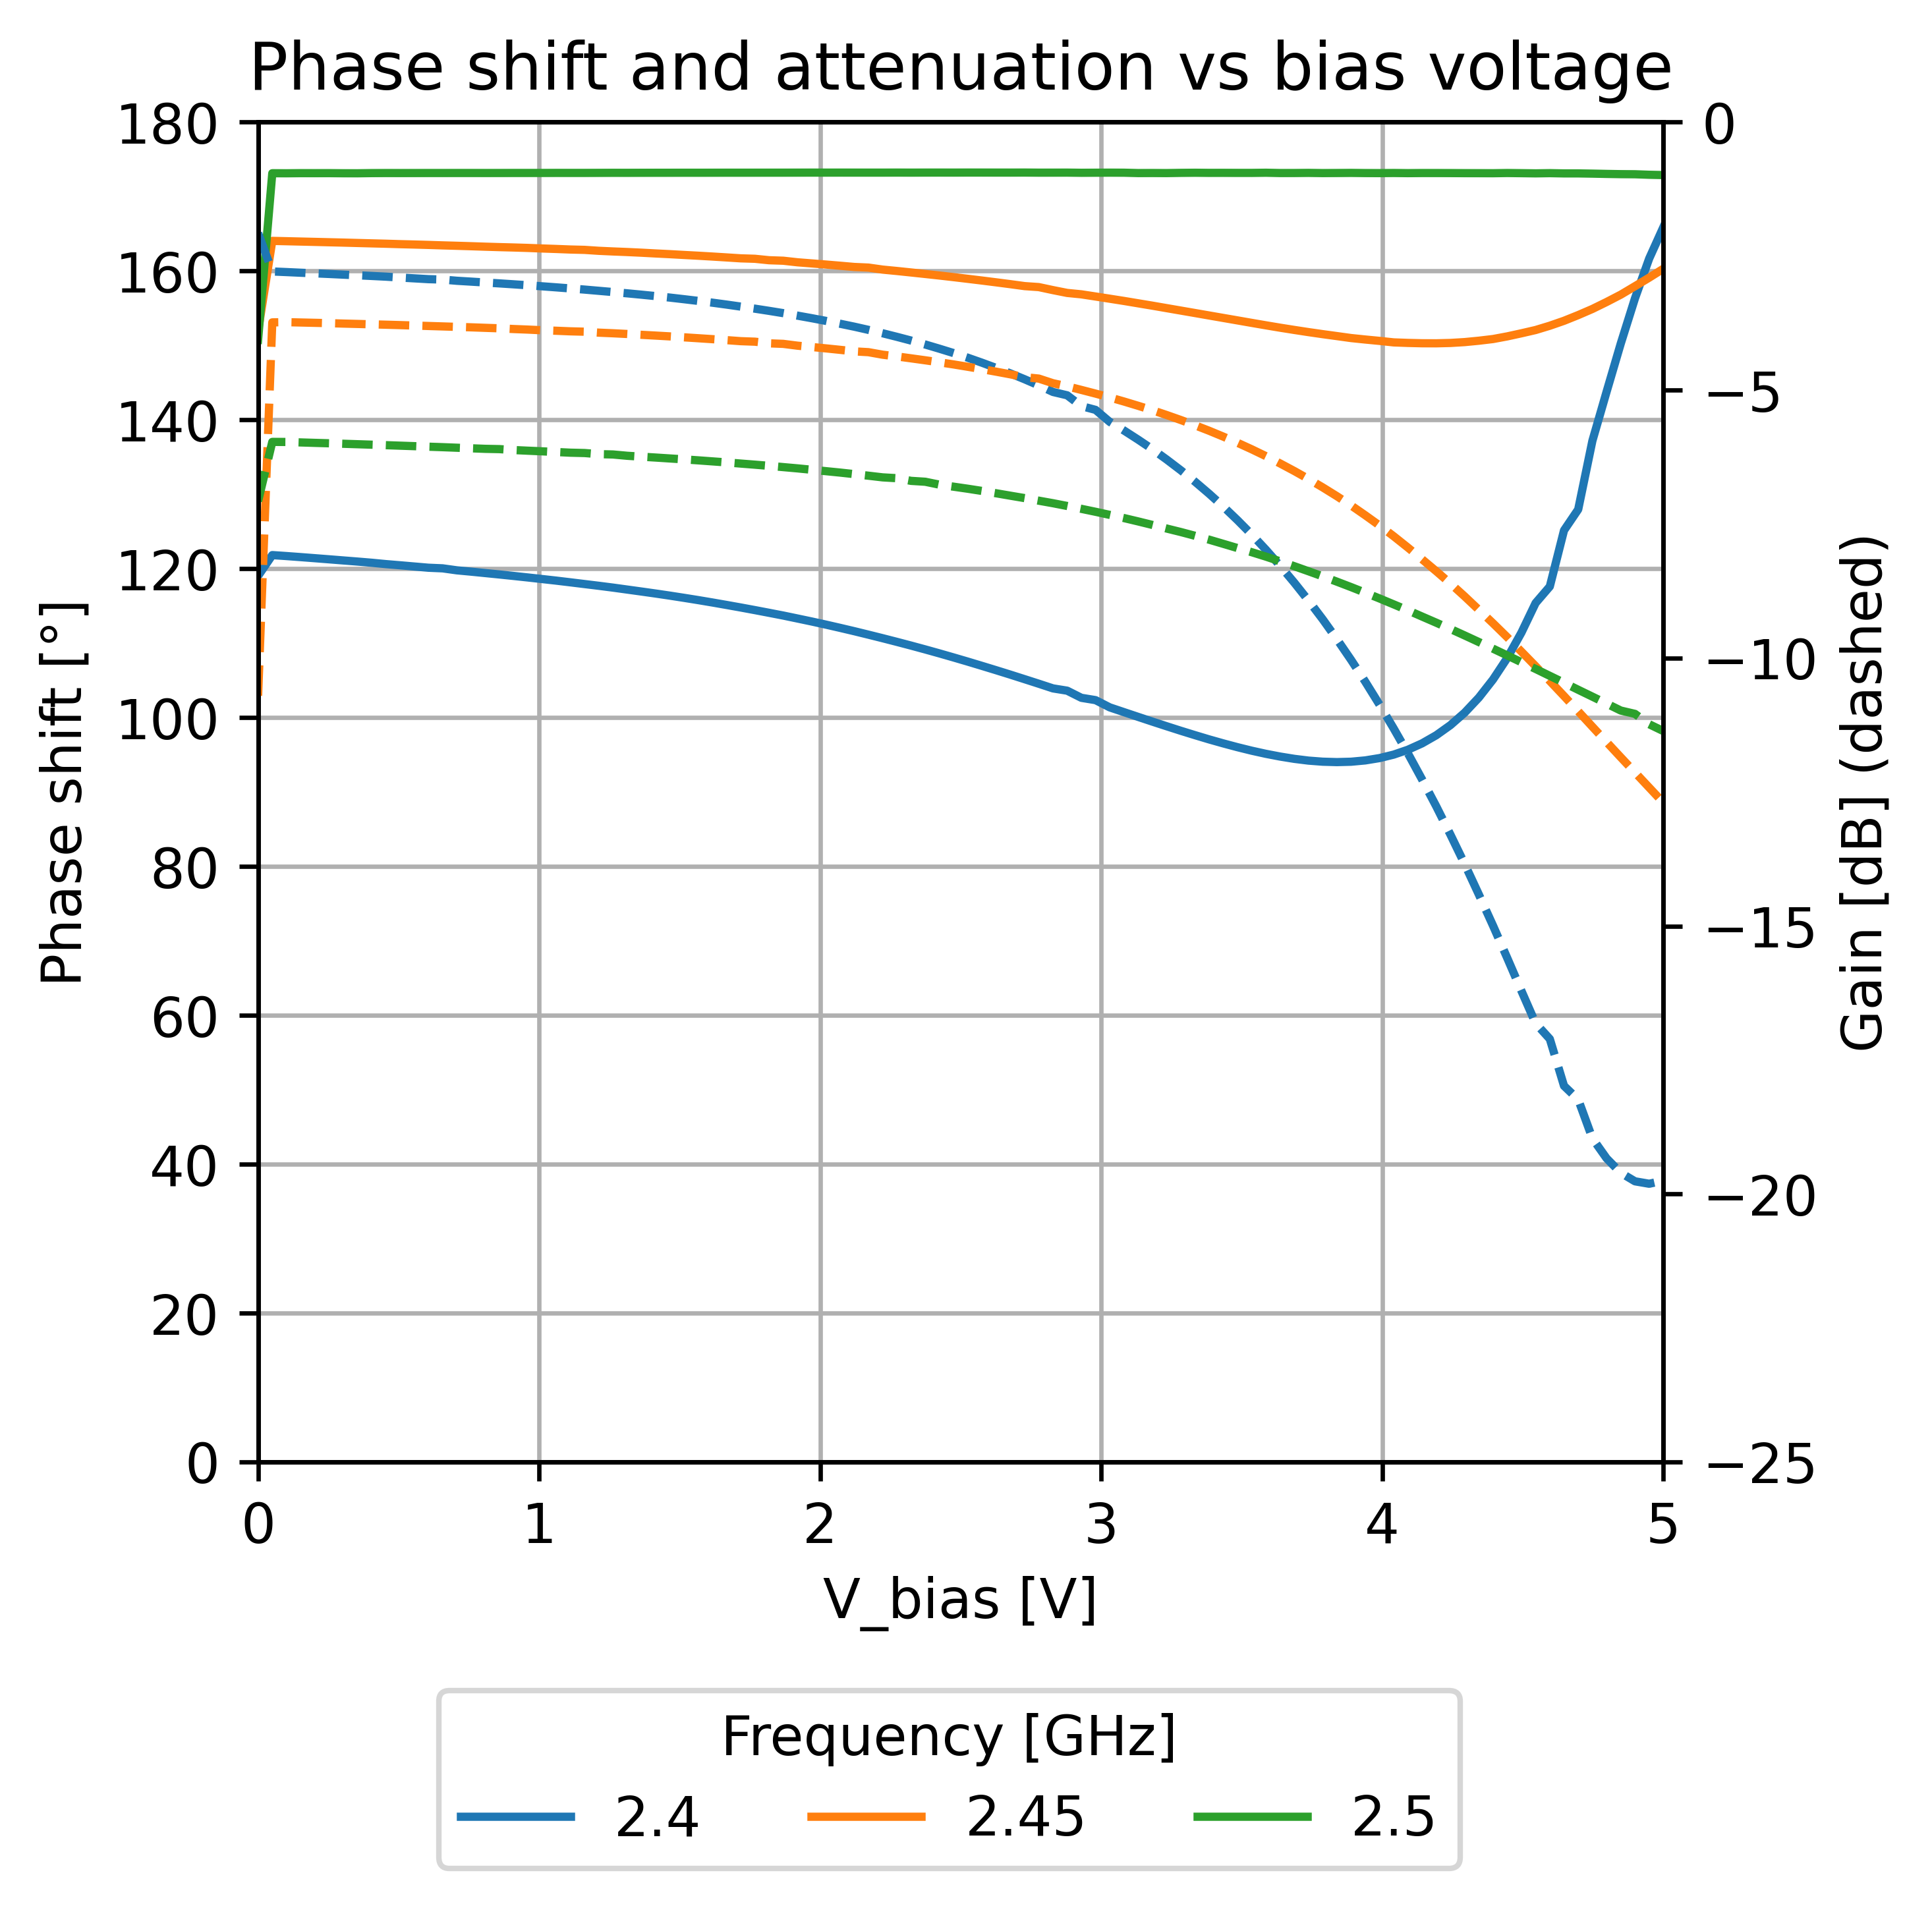 Phase shift and attenuation vs bias voltage
Phase shift [°]
180
160
140
120
100
80
60
40
20
0
0
−5
−10
−15
−20
−25
Gain [dB] (dashed)
0 1 2 3 4 5
V_bias [V]
Frequency [GHz]
2.4 2.45 2.5